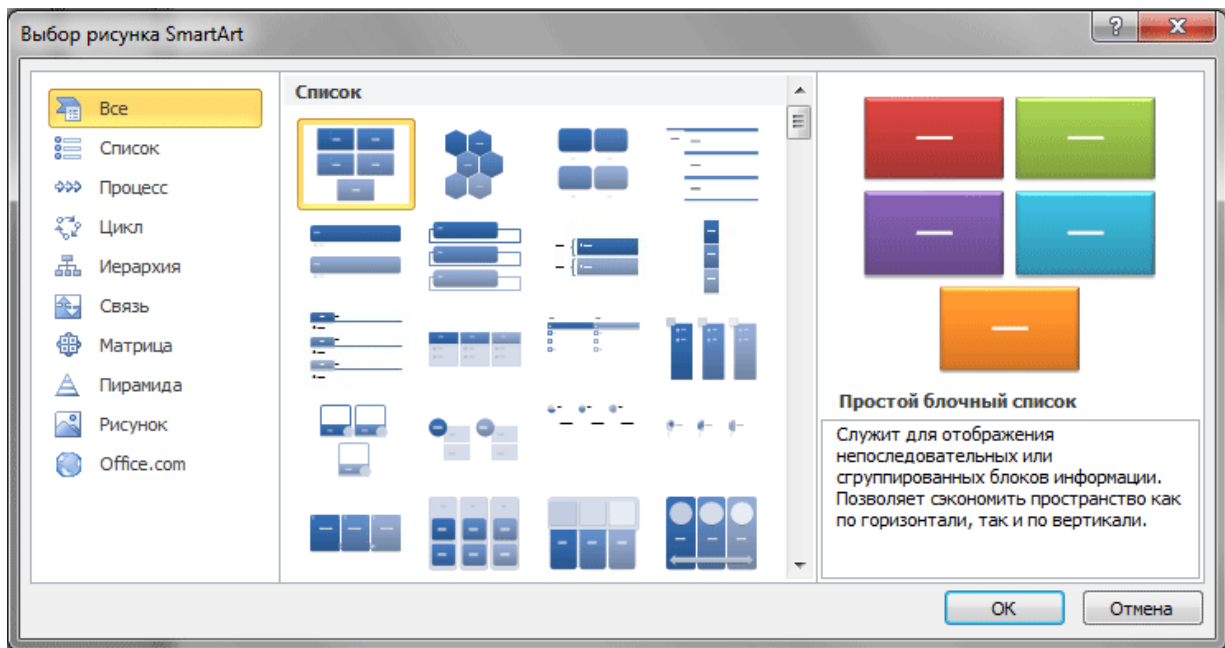 Выбор рисунка SmartArt
Все
Список
Процесс
Цикл
Иерархия
Связь
Матрица
Пирамида
Рисунок
Office.com
Список
Простой блочный список
Служит для отображения
непоследовательных или
сгруппированных блоков информации.
Позволяет сэкономить пространство как
по горизонтали, так и по вертикали.
ОК
Отмена